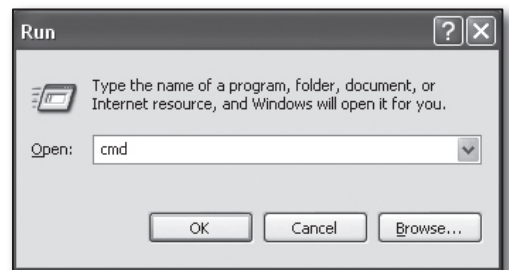 Run
Type the name of a program, folder, document, or
Internet resource, and Windows will open it for you.
Open: cmd
OK Cancel Browse...